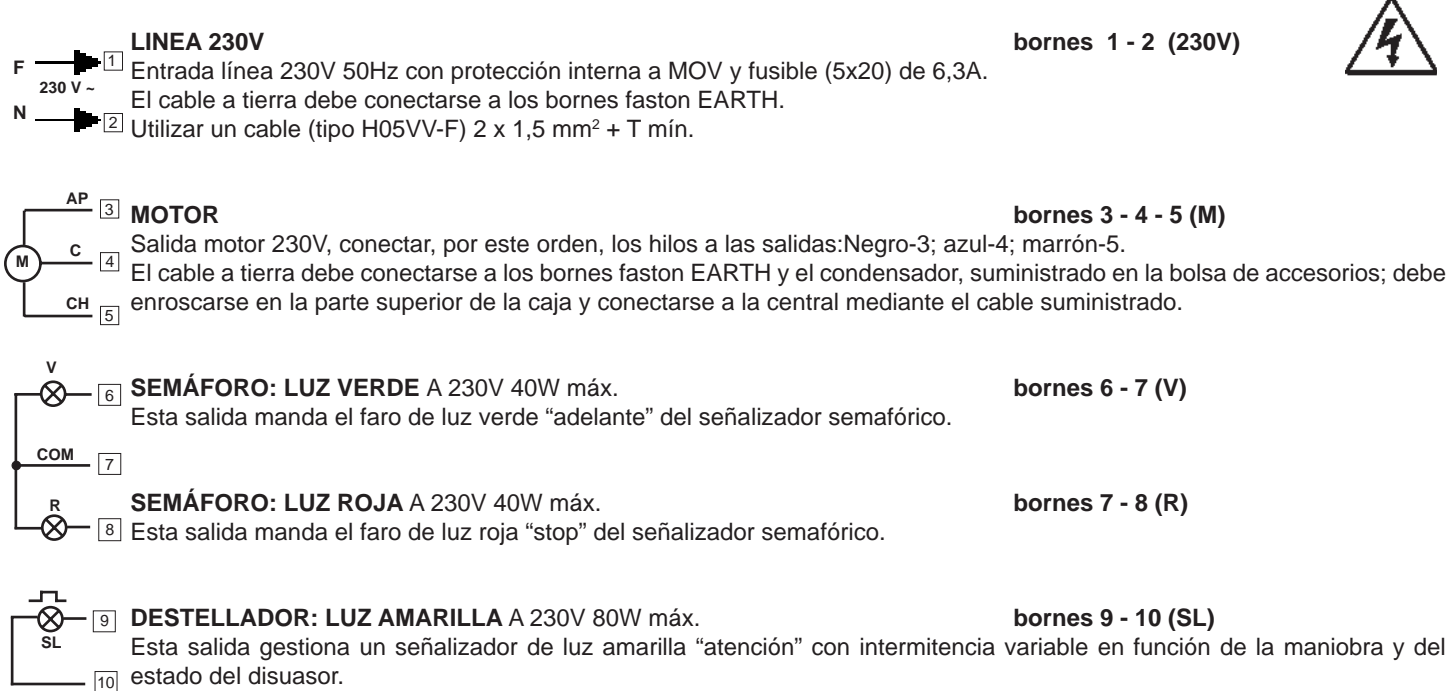 LINEA 230V bornes 1 - 2 (230V)
F 1 Entrada línea 230V 50Hz con protección interna a MOV y fusible (5x20) de 6,3A.
230 V ~ El cable a tierra debe conectarse a los bornes faston EARTH.
N 2 Utilizar un cable (tipo H05VV-F) 2 x 1,5 mm² + T mín.
AP 3 MOTOR bornes 3 - 4 - 5 (M)
Salida motor 230V, conectar, por este orden, los hilos a las salidas:Negro-3; azul-4; marrón-5.
M C 4 El cable a tierra debe conectarse a los bornes faston EARTH y el condensador, suministrado en la bolsa de accesorios; debe
CH 5 enroscarse en la parte superior de la caja y conectarse a la central mediante el cable suministrado.
V
6 SEMÁFORO: LUZ VERDE A 230V 40W máx. bornes 6 - 7 (V)
Esta salida manda el faro de luz verde “adelante” del señalizador semafórico.
COM 7
R SEMÁFORO: LUZ ROJA A 230V 40W máx. bornes 7 - 8 (R)
8 Esta salida manda el faro de luz roja “stop” del señalizador semafórico.
9 DESTELLADOR: LUZ AMARILLA A 230V 80W máx. bornes 9 - 10 (SL)
SL Esta salida gestiona un señalizador de luz amarilla “atención” con intermitencia variable en función de la maniobra y del
10 estado del disuasor.